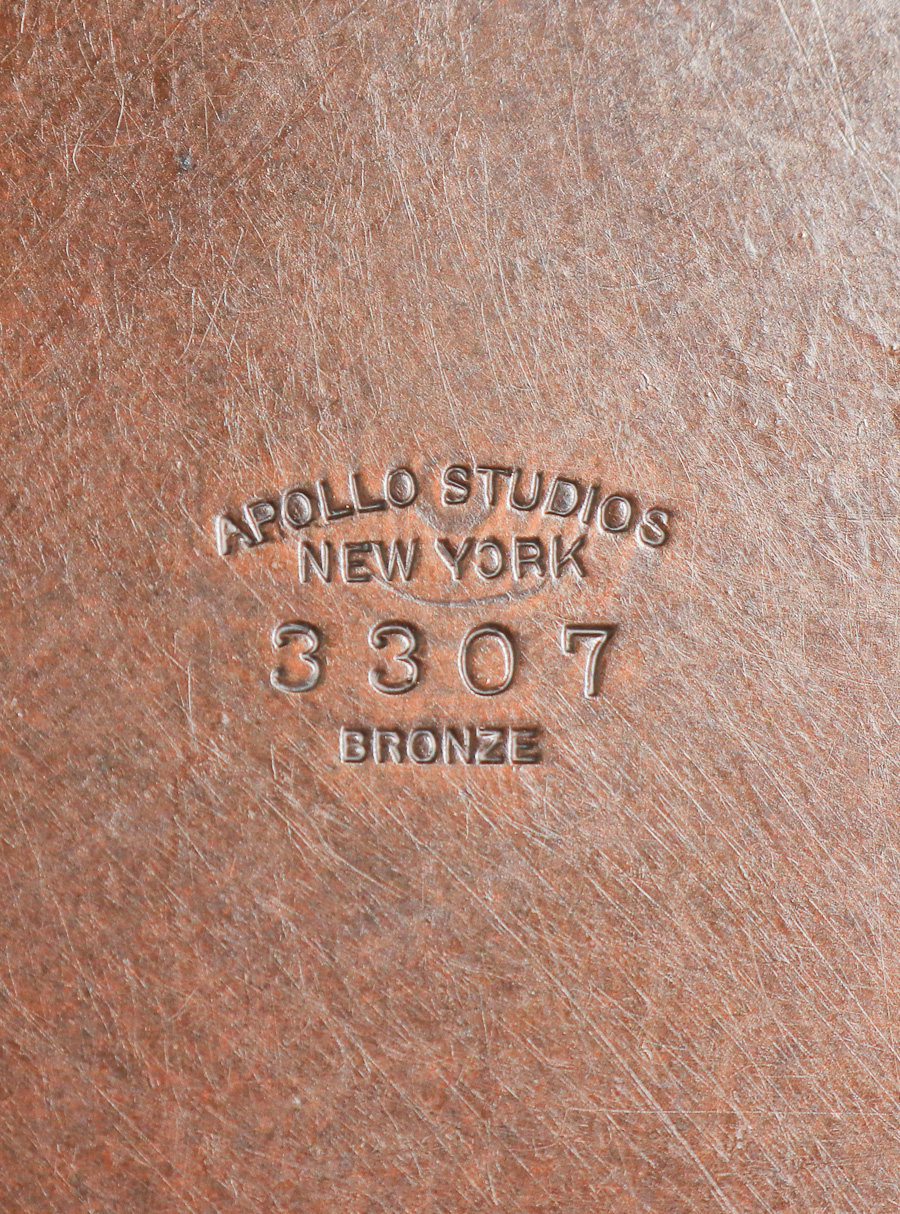 APOLLO STUDIOS
NEW YORK
3307
BRONZE